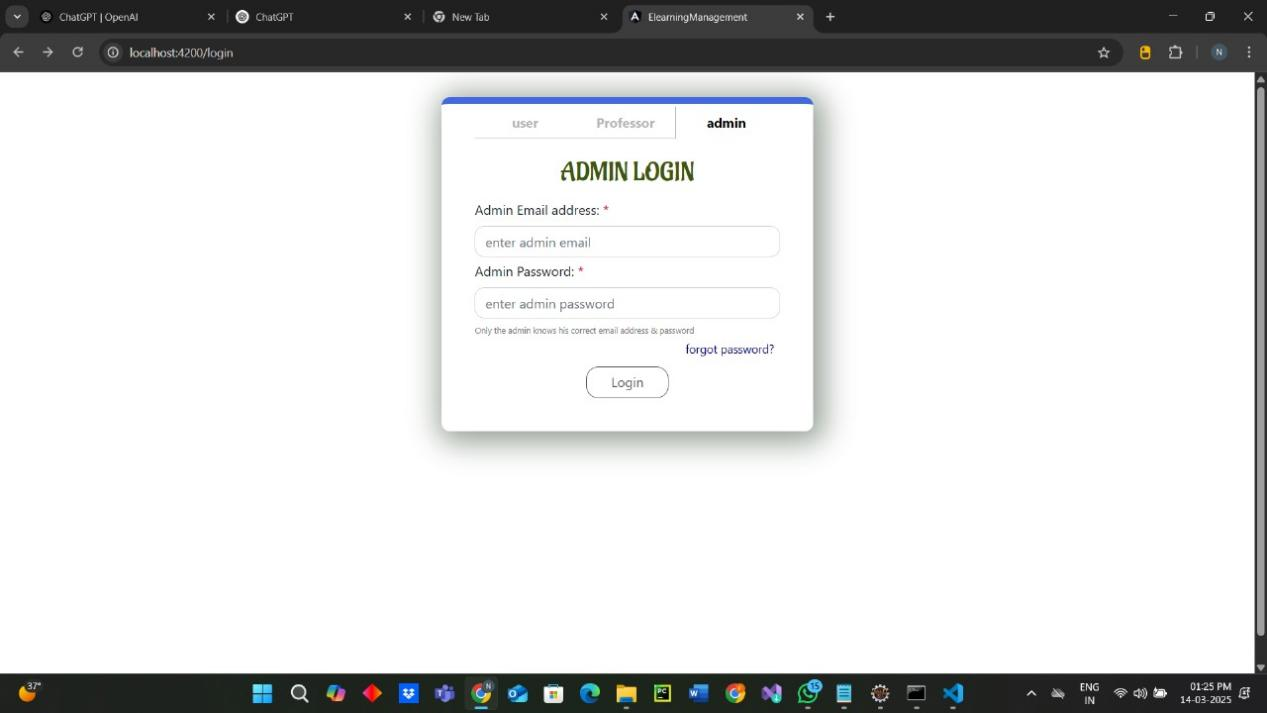 ChatGPT | OpenAI
ChatGPT
New Tab
ElearningManagement
localhost:4200/login
N
user Professor admin
ADMIN LOGIN
Admin Email address: *
enter admin email
Admin Password: *
enter admin password
Only the admin knows his correct email address & password
forgot password?
Login
37°
15
ENG
IN
01:25 PM
14-03-2025